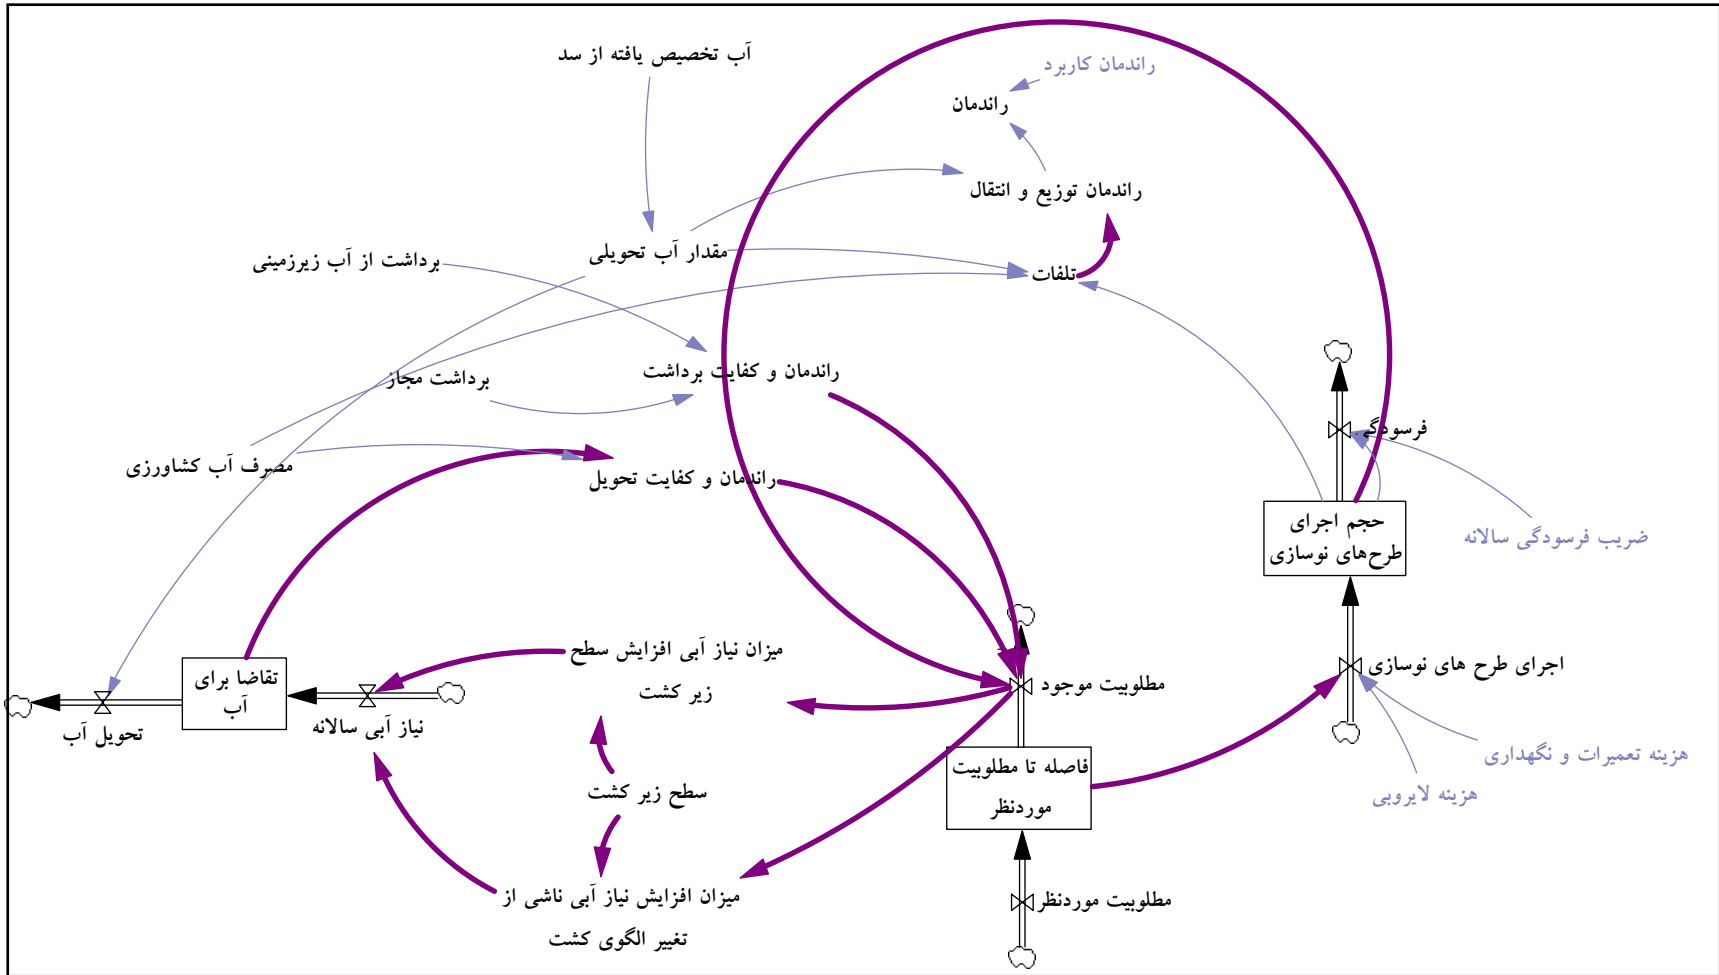 آب تخصیص یافته از سد
راندمان کاربرد
راندمان
راندمان توزیع و انتقال
مقدار آب تحویلی
برداشت از آب زیرزمینی
تلفات
راندمان و کفایت برداشت
برداشت مجاز
فرسودگی
مصرف آب کشاورزی
راندمان و کفایت تحویل
حجم اجرای
طرح‌های نوسازی
ضریب فرسودگی سالانه
میزان نیاز آبی افزایش سطح
زیر کشت
مطلوبیت موجود
اجرای طرح های نوسازی
تقاضا برای
آب
نیاز آبی سالانه
تحویل آب
فاصله تا مطلوبیت
موردنظر
هزینه تعمیرات و نگهداری
هزینه لایروبی
سطح زیر کشت
میزان افزایش نیاز آبی ناشی از
تغییر الگوی کشت
مطلوبیت موردنظر